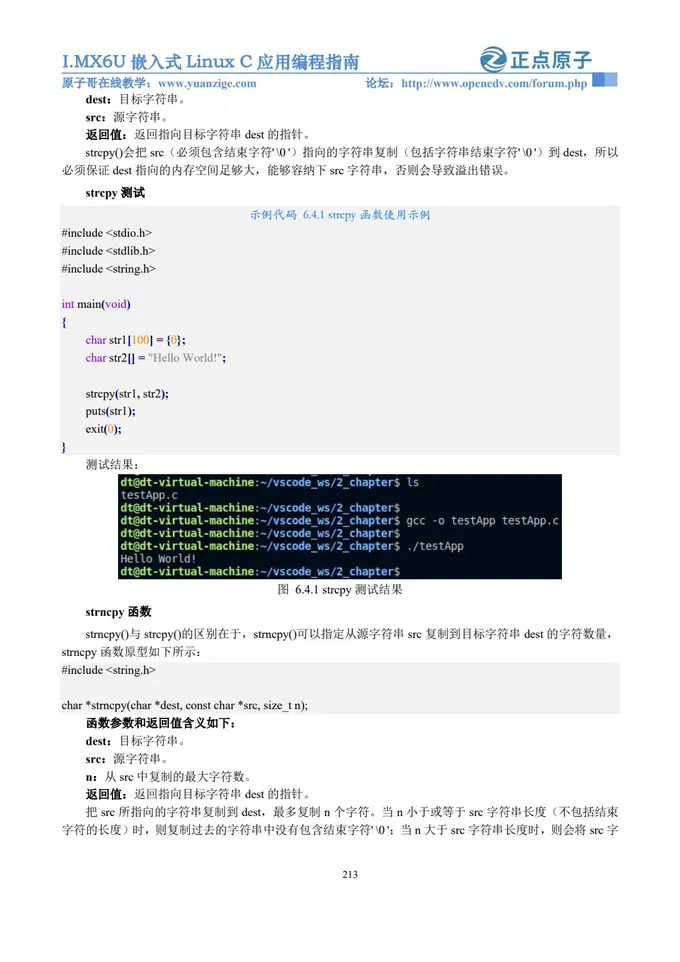 I.MX6U 嵌入式 Linux C 应用编程指南
正点原子
原子哥在线教学：www.yuanzige.com
论坛：http://www.openedv.com/forum.php
dest：目标字符串。
src：源字符串。
返回值：返回指向目标字符串 dest 的指针。
strcpy()会把 src（必须包含结束字符' \0 '）指向的字符串复制（包括字符串结束字符' \0 '）到 dest，所以
必须保证 dest 指向的内存空间足够大，能够容纳下 src 字符串，否则会导致溢出错误。
strcpy 测试
示例代码 6.4.1 strcpy 函数使用示例
#include <stdio.h>
#include <stdlib.h>
#include <string.h>
int main(void)
{
char str1[100] = {0};
char str2[] = "Hello World!";
strcpy(str1, str2);
puts(str1);
exit(0);
}
测试结果：
dt@dt-virtual-machine:~/vscode_ws/2_chapter$ ls
testApp.c
dt@dt-virtual-machine:~/vscode_ws/2_chapter$
dt@dt-virtual-machine:~/vscode_ws/2_chapter$ gcc -o testApp testApp.c
dt@dt-virtual-machine:~/vscode_ws/2_chapter$
dt@dt-virtual-machine:~/vscode_ws/2_chapter$ ./testApp
Hello World!
dt@dt-virtual-machine:~/vscode_ws/2_chapter$
图 6.4.1 strcpy 测试结果
strncpy 函数
strncpy()与 strcpy()的区别在于，strncpy()可以指定从源字符串 src 复制到目标字符串 dest 的字符数量，
strncpy 函数原型如下所示：
#include <string.h>
char *strncpy(char *dest, const char *src, size_t n);
函数参数和返回值含义如下：
dest：目标字符串。
src：源字符串。
n：从 src 中复制的最大字符数。
返回值：返回指向目标字符串 dest 的指针。
把 src 所指向的字符串复制到 dest，最多复制 n 个字符。当 n 小于或等于 src 字符串长度（不包括结束
字符的长度）时，则复制过去的字符串中没有包含结束字符' \0 '；当 n 大于 src 字符串长度时，则会将 src 字
213